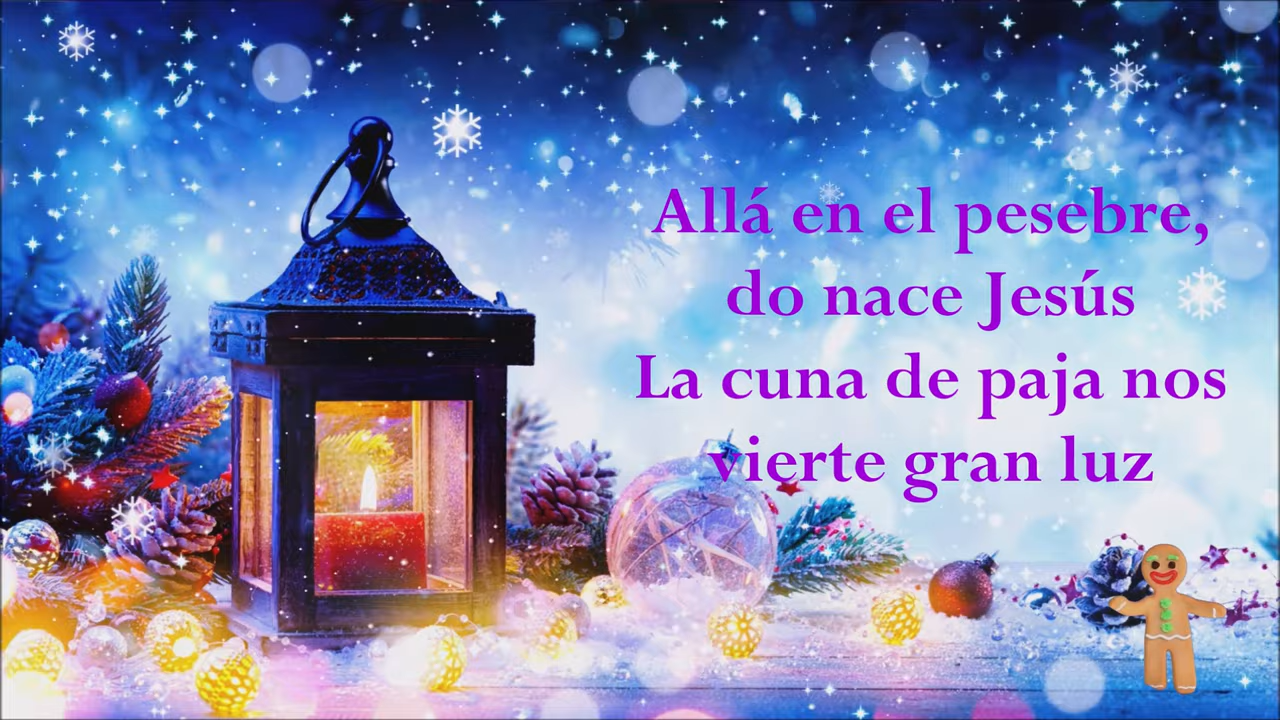 Allá en el pesebre,
do nace Jesús
La cuna de paja nos
vierte gran luz